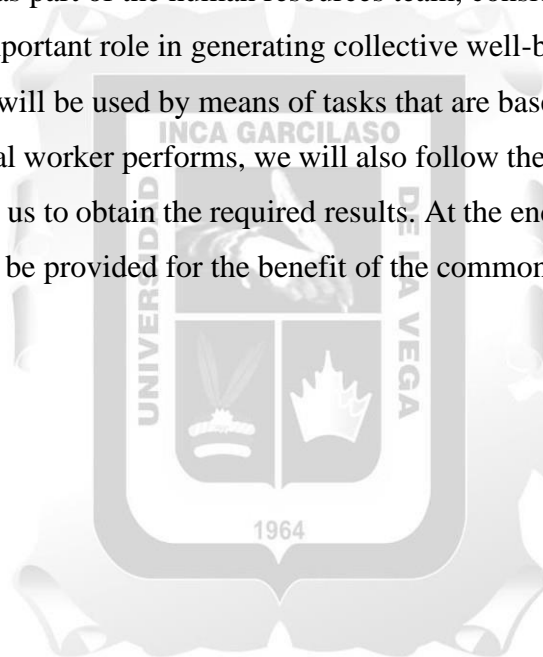 as part of the human resources team,
portant role in generating collective well-b
will be used by means of tasks that are bas
al worker performs, we will also follow the
us to obtain the required results. At the en
be provided for the benefit of the common
INCA GARCILASO
UNIVERSIDAD
DE LA VEGA
1964